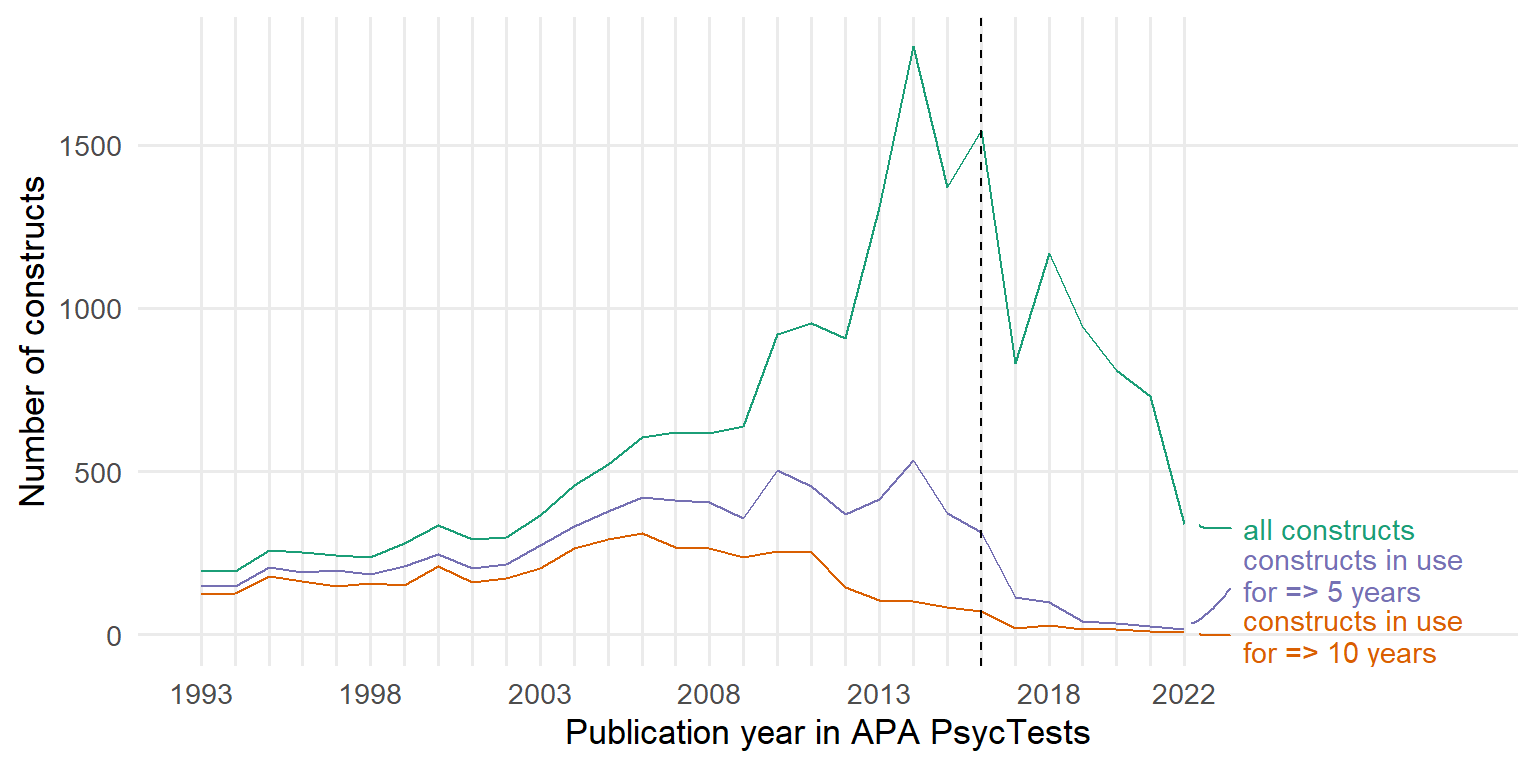 Number of constructs
1500
1000
500
0
all constructs
constructs in use
for => 5 years
constructs in use
for => 10 years
1993 1998 2003 2008 2013 2018 2022
Publication year in APA PsycTests